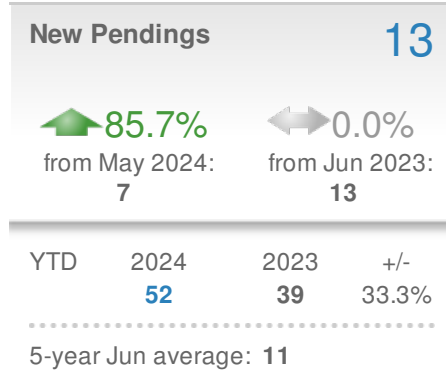 New Pendings 13
85.7% 0.0%
from May 2024: from Jun 2023:
7 13
YTD 2024 2023 +/-
52 39 33.3%
5-year Jun average: 11